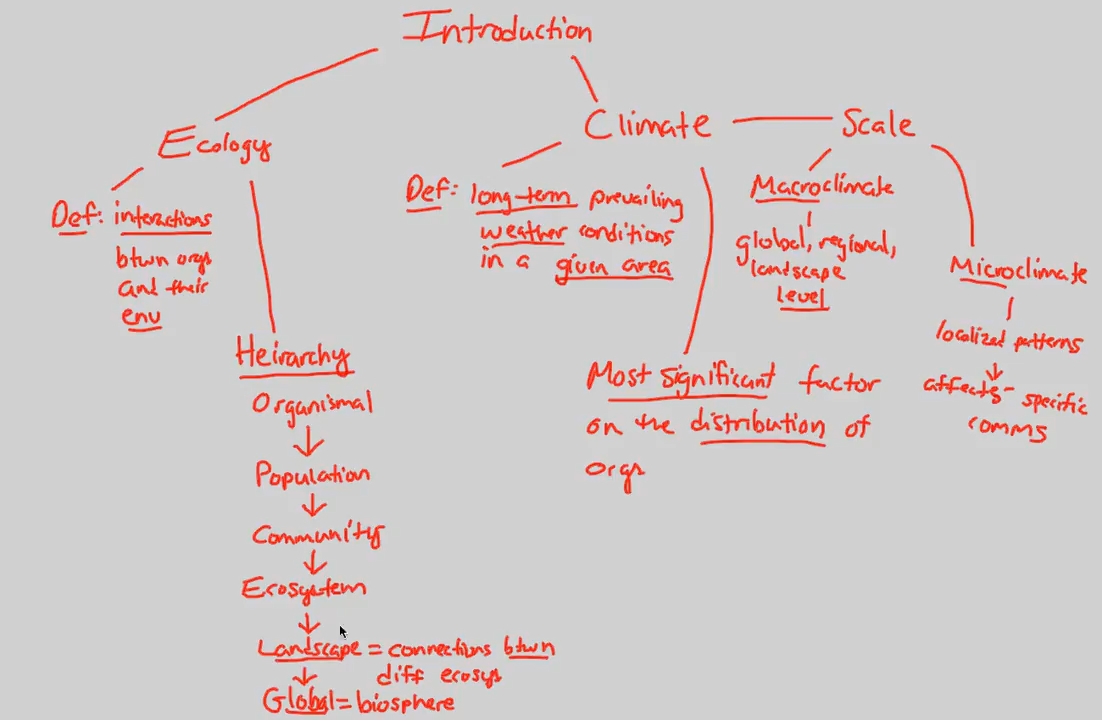 Introduction
Ecology
Def: interactions
btwn orgs
and their
env
Heirarchy
Organismal
↓
Population
↓
Community
↓
Ecosystem
↓
Landscape = connections btwn
diff ecosys
↓
Global = biosphere
Climate
Def: long-term prevailing
weather conditions
in a given area
Most significant factor
on the distribution of
orgs
Scale
Macroclimate
global, regional,
landscape
level
Microclimate
localized patterns
↓
affects specific
comms